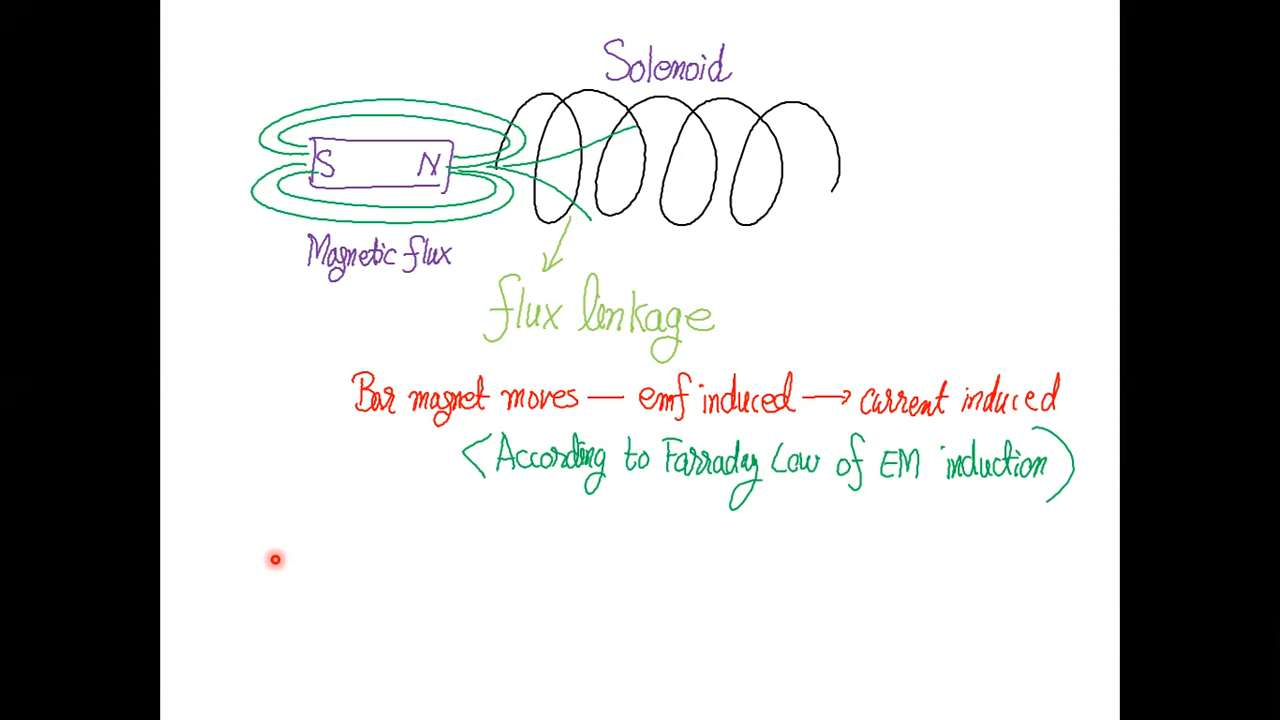 Solenoid
S N
Magnetic flux
flux linkage
Bar magnet moves — emf induced → current induced
(According to Farraday Law of EM induction)